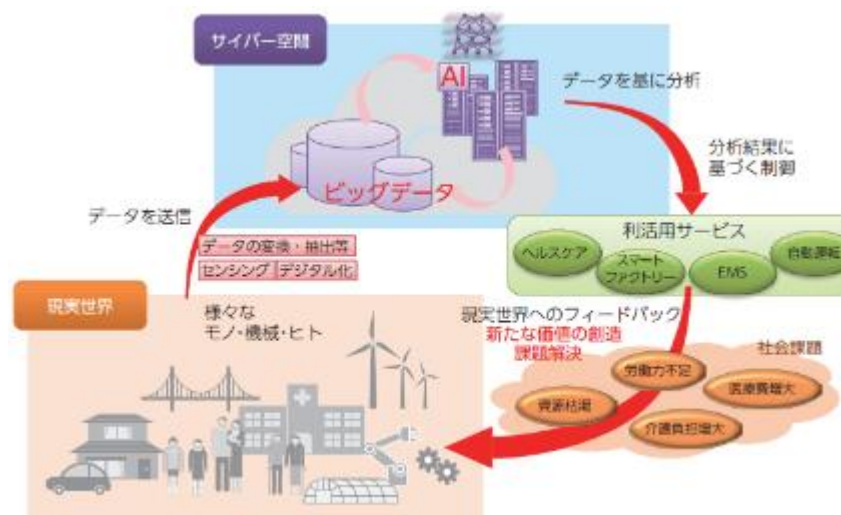 サイバー空間
AI
データを基に分析
分析結果に
基づく制御
ビッグデータ
データを送信
データの変換・抽出等
センシング
デジタル化
利活用サービス
ヘルスケア
スマート
ファクトリー
EMS
自動運転
現実世界
様々な
モノ・機械・ヒト
現実世界へのフィードバック
新たな価値の創造
課題解決
社会課題
労働力不足
資源枯渇
医療費増大
介護負担増大